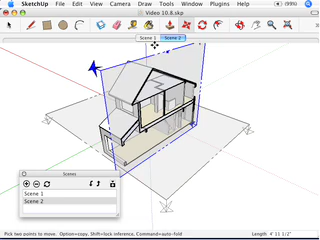 SketchUp File Edit View Camera Draw Tools Window Plugins Help (99%)
Video 10.8.skp
Scene 1 Scene 2
Scenes
Scene 1
Scene 2
Pick two points to move. Option=copy, Shift=lock inference, Command=auto-fold Length 4' 11 1/2"